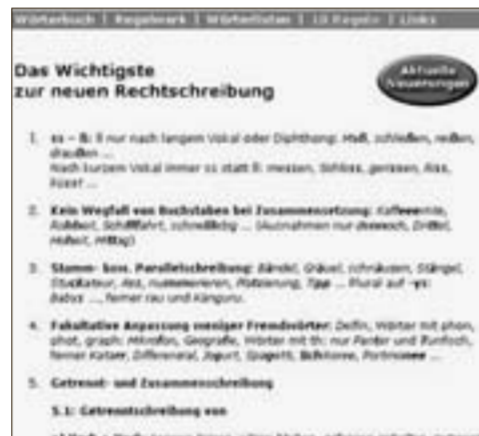 Wörterbuch | Regelwerk | Wörterlisten | 10 Regeln | Links
Das Wichtigste
zur neuen Rechtschreibung
Aktuelle
Neuerungen
1. ss – ß: ß nur nach langem Vokal oder Diphthong: Maß, schließen, reißen,
draußen ...
Nach kurzem Vokal immer ss statt ß: messen, Schloss, gerissen, Riss,
küsst ...
2. Kein Wegfall von Buchstaben bei Zusammensetzung: Kaffeeernte,
Rohheit, Schifffahrt, (Ausnahmen nur dennoch, Drittel,
Hoheit, Mittag)
3. Stamm- bzw. Parallelschreibung: Bändel, Gräuel, schnäuzen, Stängel,
Stuckateur, Ass, nummerieren, Platzierung, Tipp ... Plural auf -ys:
Babys ..., ferner rau und Känguru.
4. Fakultative Anpassung weniger Fremdwörter: Delfin, Wörter mit phon,
phot, graph: Mikrofon, Geografie, Wörter mit th: nur Panter und Tunfisch,
ferner Katarr, Differenzial, Jogurt, Spagetti, Schikoree, Portmonee ...
5. Getrennt- und Zusammenschreibung
5.1: Getrenntschreibung von